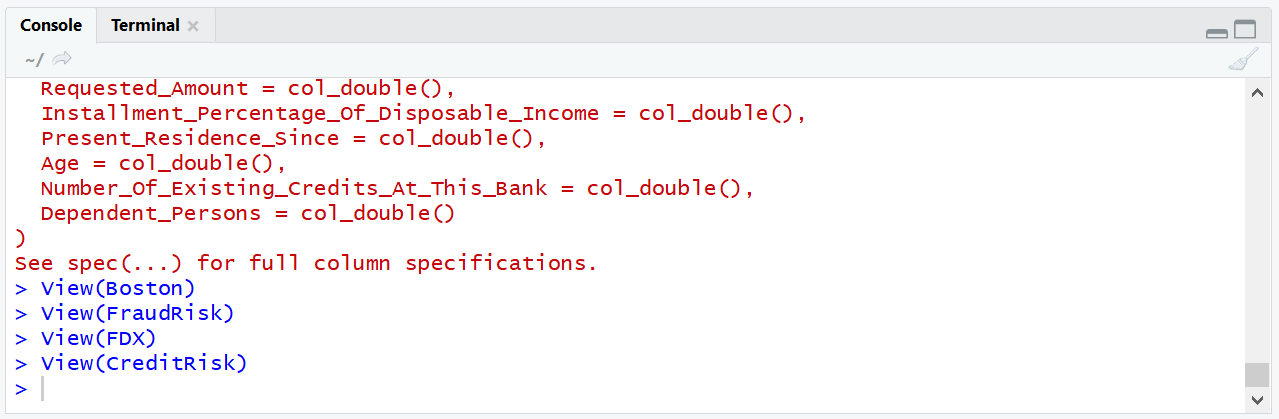 Console Terminal
~/
Requested_Amount = col_double(),
Installment_Percentage_Of_Disposable_Income = col_double(),
Present_Residence_Since = col_double(),
Age = col_double(),
Number_Of_Existing_Credits_At_This_Bank = col_double(),
Dependent_Persons = col_double()
)
See spec(...) for full column specifications.
> View(Boston)
> View(FraudRisk)
> View(FDX)
> View(CreditRisk)
>